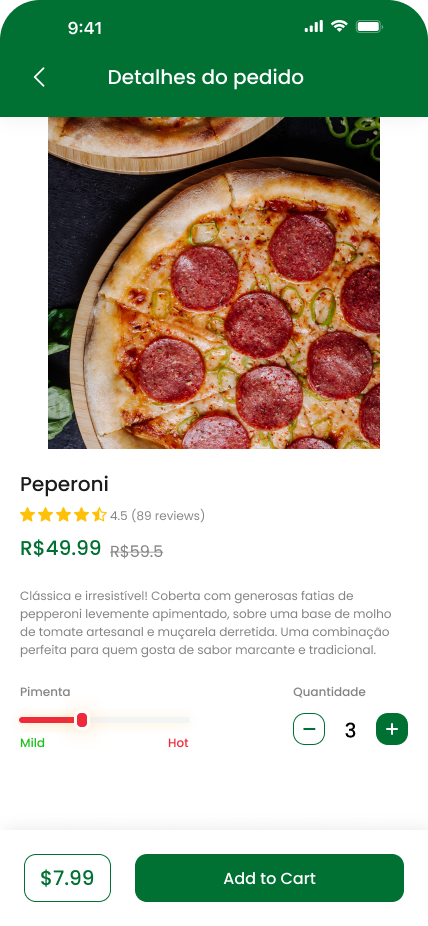 9:41
Detalhes do pedido
Peperoni
4.5 (89 reviews)
R$49.99 R$59.5
Clássica e irresistível! Coberta com generosas fatias de
pepperoni levemente apimentado, sobre uma base de molho
de tomate artesanal e muçarela derretida. Uma combinação
perfeita para quem gosta de sabor marcante e tradicional.
Pimenta
Quantidade
3
Mild
Hot
$7.99
Add to Cart